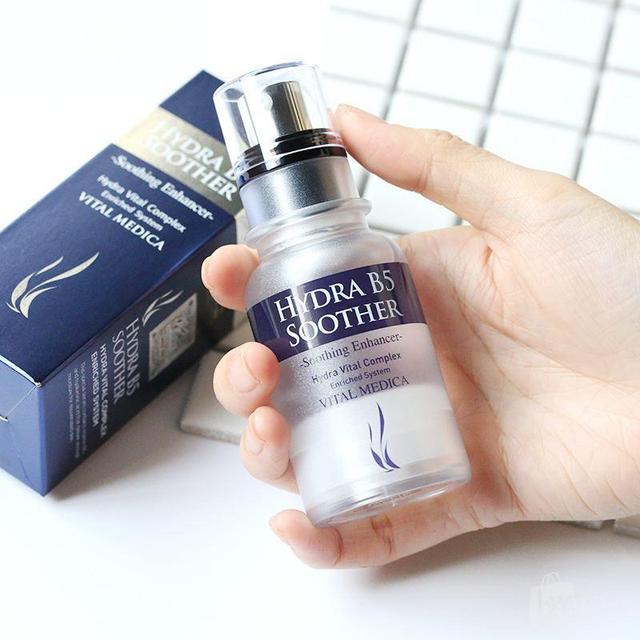 HYDRA B5
SOOTHER
-Soothing Enhancer-
Hydra Vital Complex
Enriched System
VITAL MEDICA
HYDRA B5
SOOTHER
-Soothing Enhancer-
Hydra Vital Complex
Enriched System
VITAL MEDICA
HYDRA B5
SOOTHER
HYDRA VITAL COMPLEX
ENRICHED SYSTEM